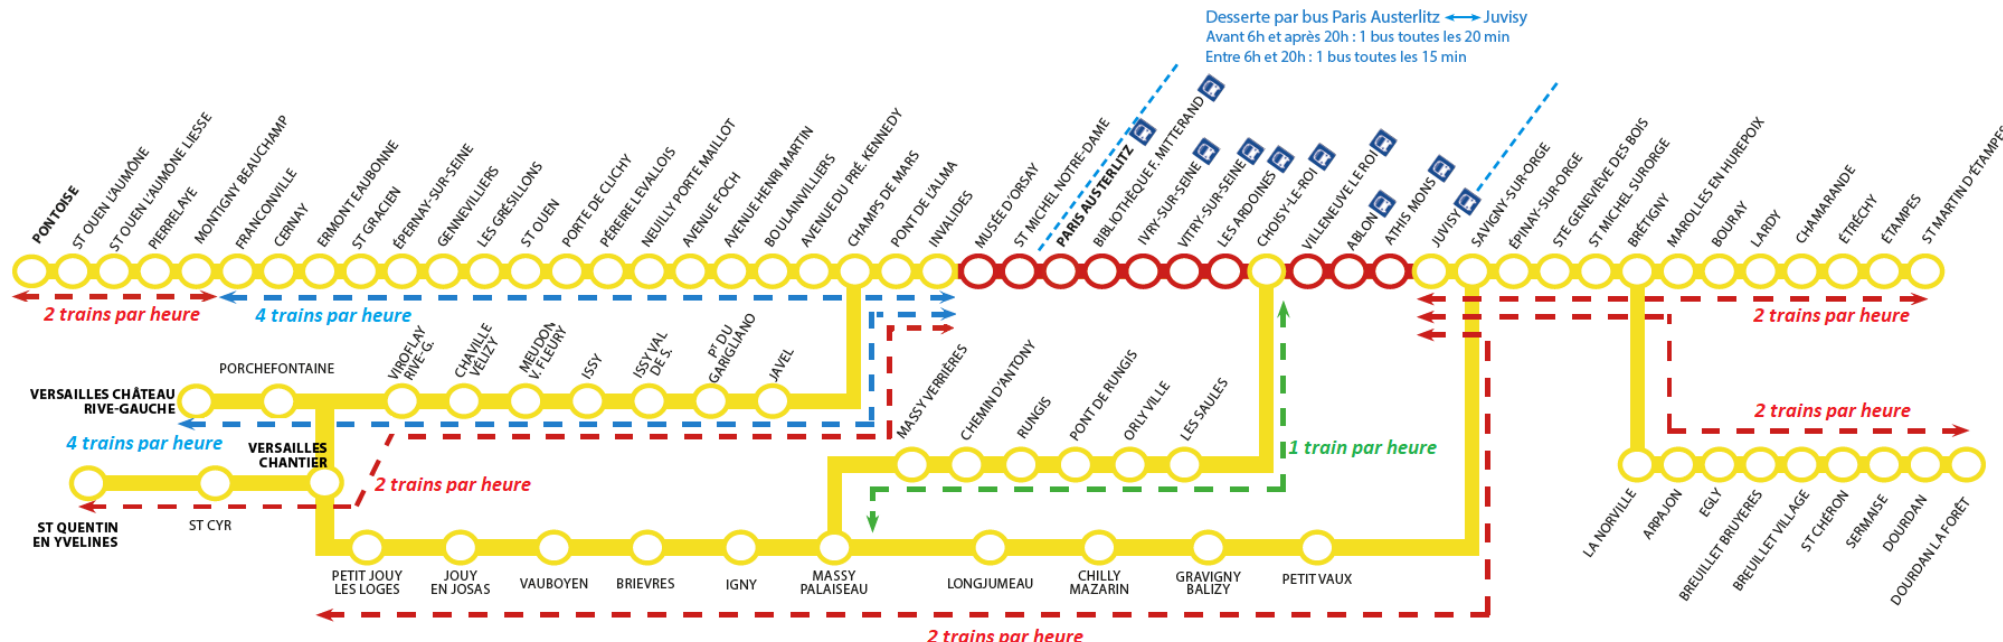 Desserte par bus Paris Austerlitz Juvisy
Avant 6h et après 20h : 1 bus toutes les 20 min
Entre 6h et 20h : 1 bus toutes les 15 min
PONTOISE
ST OUEN L'AUMÔNE
ST OUEN L'AUMÔNE LIESSE
PIERRELAYE
MONTIGNY BEAUCHAMP
FRANCONVILLE
CERNAY
ERMONT EAUBONNE
ST GRACIEN
ÉPERNAY-SUR-SEINE
GENNEVILLIERS
LES GRÉSILLONS
ST OUEN
PORTE DE CLICHY
PÉREIRE LEVALLOIS
NEUILLY PORTE MAILLOT
AVENUE FOCH
AVENUE HENRI MARTIN
BOULAINVILLIERS
AVENUE DU PRÉ. KENNEDY
CHAMPS DE MARS
PONT DE L'ALMA
INVALIDES
MUSÉE D'ORSAY
ST MICHEL NOTRE-DAME
PARIS AUSTERLITZ
BIBLIOTHÈQUE F. MITTERAND
IVRY-SUR-SEINE
VITRY-SUR-SEINE
LES ARDOINES
CHOISY-LE-ROI
VILLENEUVE LE ROI
ABLON
ATHIS MONS
JUVISY
SAVIGNY-SUR-ORGE
ÉPINAY-SUR-ORGE
STE GENEVIÈVE DES BOIS
ST MICHEL SUR ORGE
BRÉTIGNY
MAROLLES EN HUREPOIX
BOURAY
LARDY
CHAMARANDE
ÉTRÉCHY
ÉTAMPES
ST MARTIN D'ÉTAMPES
2 trains par heure
4 trains par heure
2 trains par heure
PORCHEFONTAINE
VIROFLAY
RIVE-G.
CHAVILLE
VÉLIZY
MEUDON
V. FLEURY
ISSY
ISSY VAL
DE S.
PT DU
GARIGLIANO
JAVEL
VERSAILLES CHÂTEAU
RIVE-GAUCHE
4 trains par heure
VERSAILLES
CHANTIER
2 trains par heure
MASSY VERRIÈRES
CHEMIN D'ANTONY
RUNGIS
PONT DE RUNGIS
ORLY VILLE
LES SAULES
1 train par heure
2 trains par heure
ST QUENTIN
EN YVELINES
ST CYR
PETIT JOUY
LES LOGES
JOUY
EN JOSAS
VAUBOYEN
BRIEVRES
IGNY
MASSY
PALAISEAU
LONGJUMEAU
CHILLY
MAZARIN
GRAVIGNY
BALIZY
PETIT VAUX
LA NORVILLE
ARPAJON
EGLY
BREUILLET BRUYERES
BREUILLET VILLAGE
ST CHÉRON
SERMAISE
DOURDAN
DOURDAN LA FORÊT
2 trains par heure